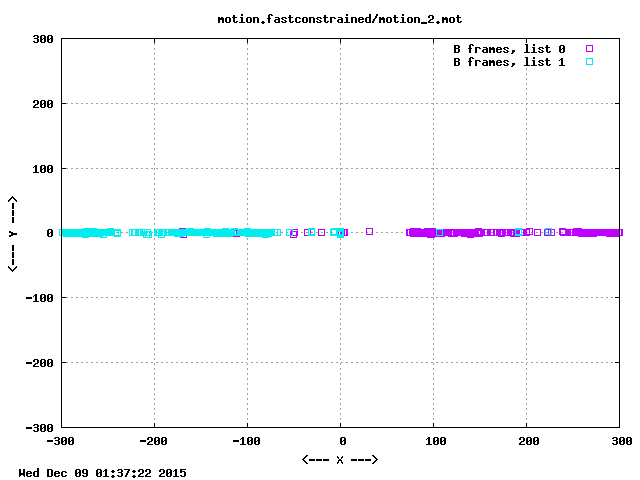 motion.fastconstrained/motion_2.mot
B frames, list 0
B frames, list 1
300
200
100
0
-100
-200
-300
<--- Y --->
-300 -200 -100 0 100 200 300
<--- X --->
Wed Dec 09 01:37:22 2015